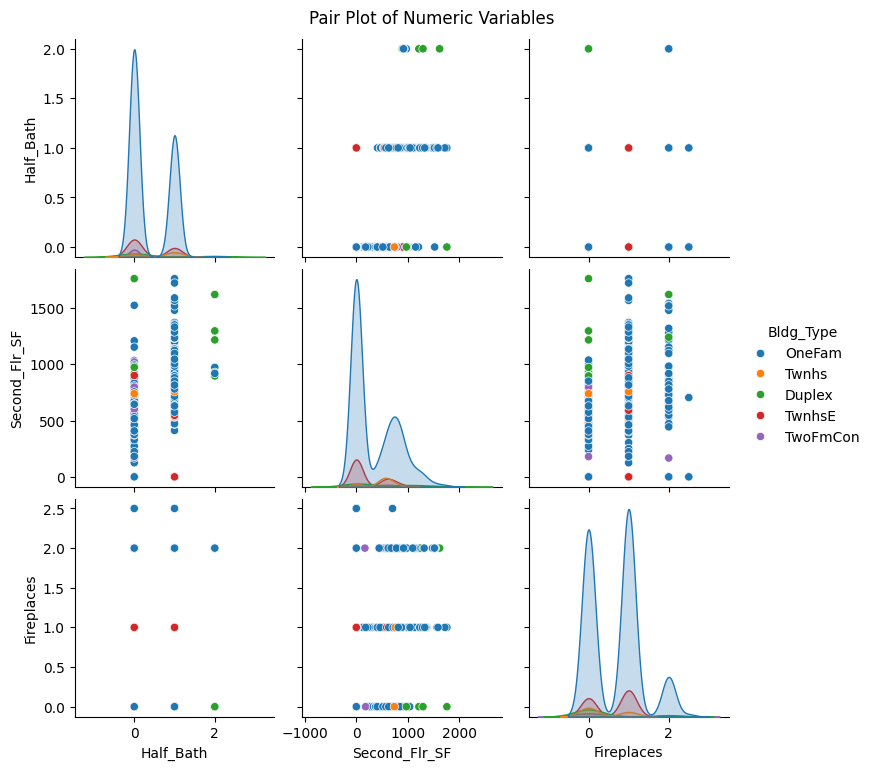 Pair Plot of Numeric Variables
2.0
1.5
1.0
0.5
0.0
Half_Bath
1500
1000
500
0
Second_Flr_SF
Bldg_Type
OneFam
Twnhs
Duplex
TwnhsE
TwoFmCon
2.5
2.0
1.5
1.0
0.5
0.0
Fireplaces
0 2
Half_Bath
−1000 0 1000 2000
Second_Flr_SF
0 2
Fireplaces